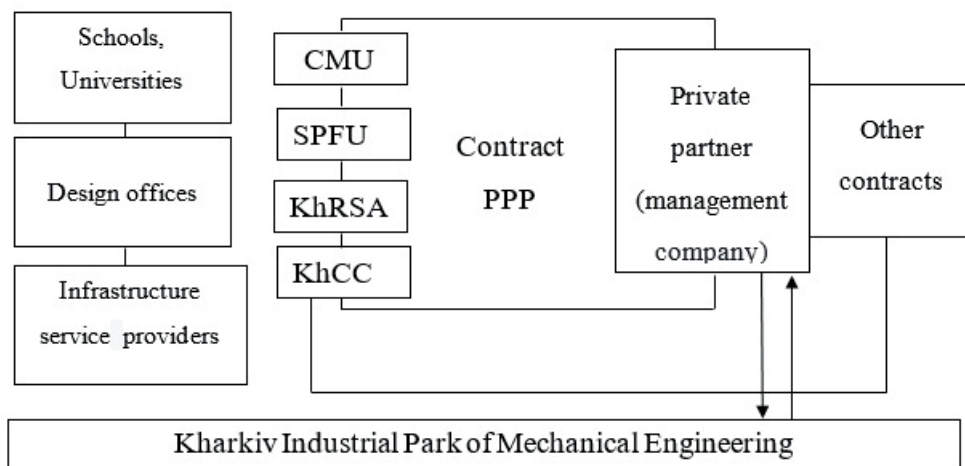 Schools,
Universities
Design offices
Infrastructure
service providers
CMU
SPFU
KhRSA
KhCC
Contract
PPP
Private
partner
(management
company)
Other
contracts
Kharkiv Industrial Park of Mechanical Engineering